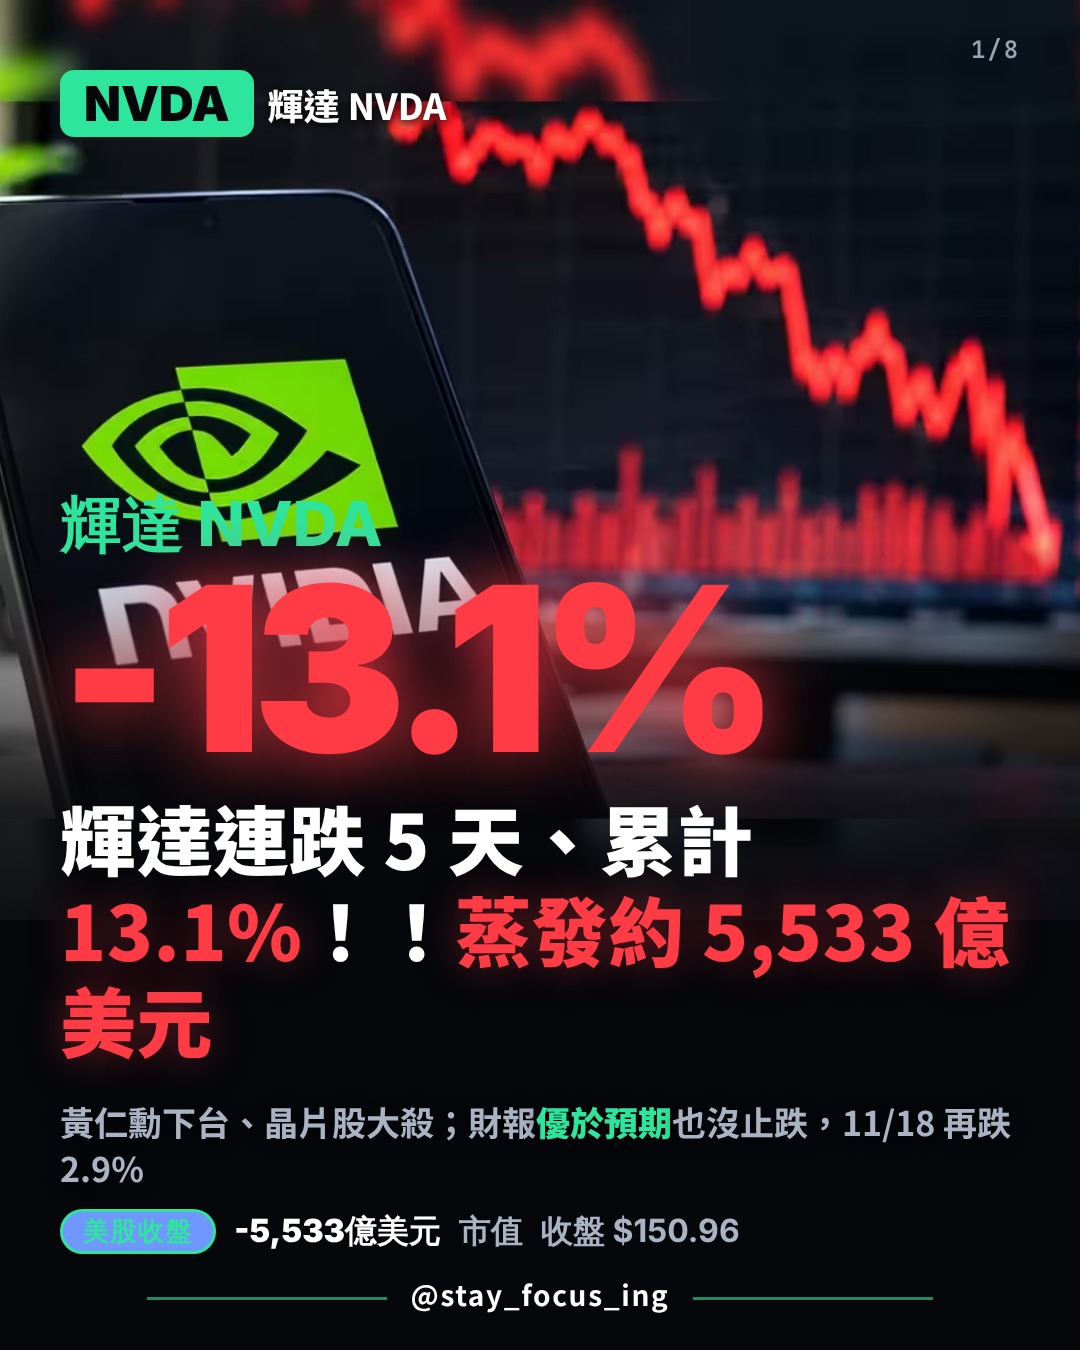 1/8
NVDA 輝達 NVDA
輝達 NVDA
NVIDIA
-13.1%
輝達連跌 5 天、累計
13.1%！！蒸發約 5,533 億
美元
黃仁勳下台、晶片股大殺；財報優於預期也沒止跌，11/18 再跌
2.9%
美股收盤 -5,533億美元 市值 收盤 $150.96
@stay_focus_ing